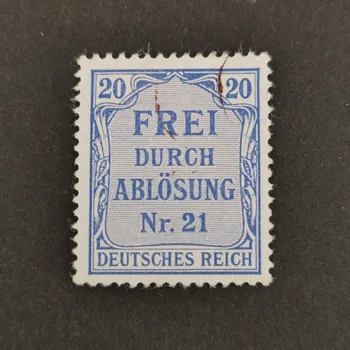 20 20
FREI
DURCH
ABLÖSUNG
Nr. 21
DEUTSCHES REICH